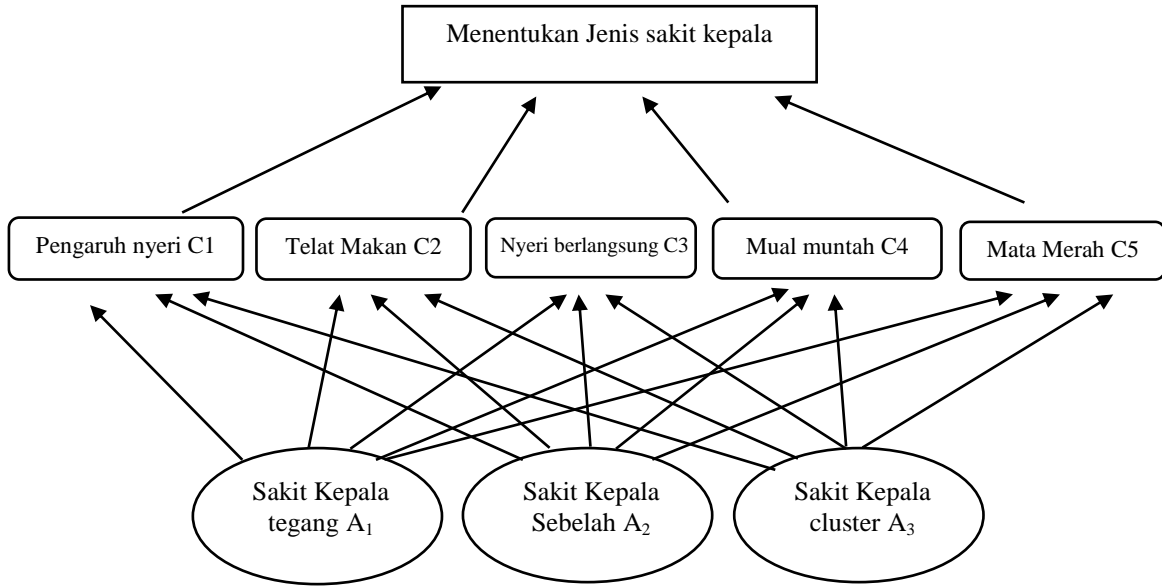 Menentukan Jenis sakit kepala
Pengaruh nyeri C1
Telat Makan C2
Nyeri berlangsung C3
Mual muntah C4
Mata Merah C5
Sakit Kepala
tegang A₁
Sakit Kepala
Sebelah A₂
Sakit Kepala
cluster A₃